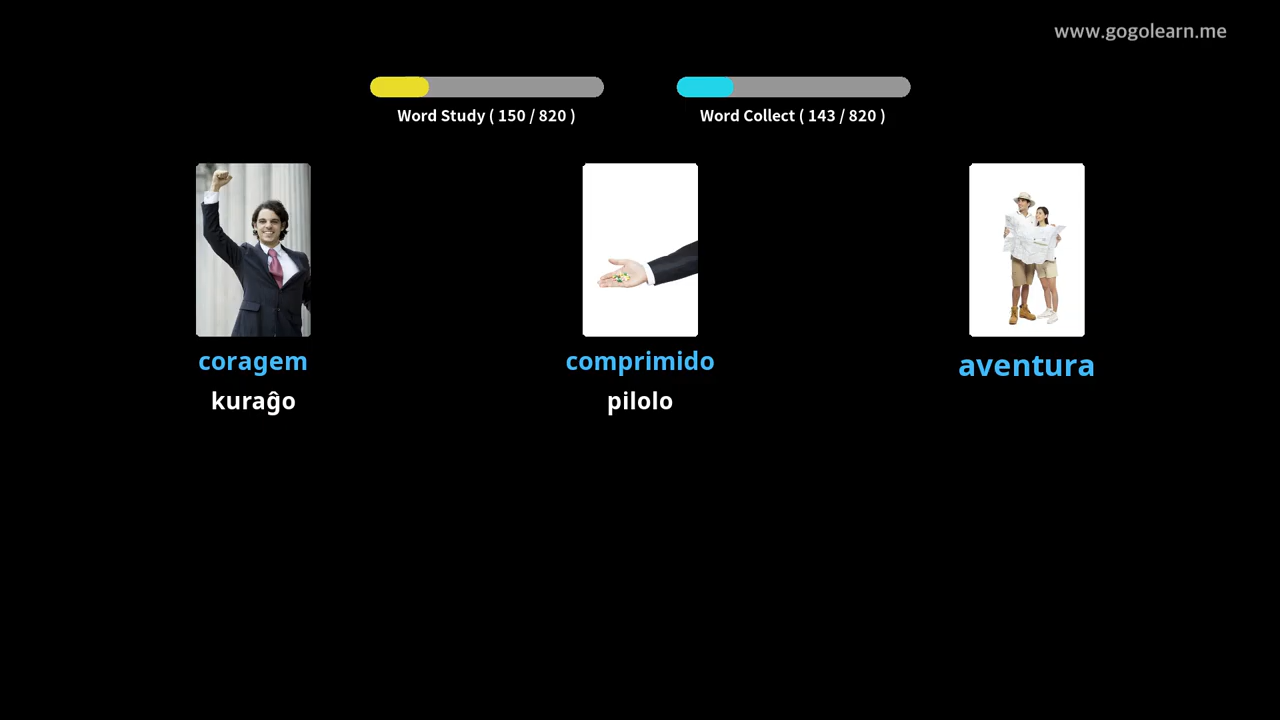 www.gogolearn.me
Word Study ( 150 / 820 )
Word Collect ( 143 / 820 )
coragem
kuraĝo
comprimido
pilolo
aventura